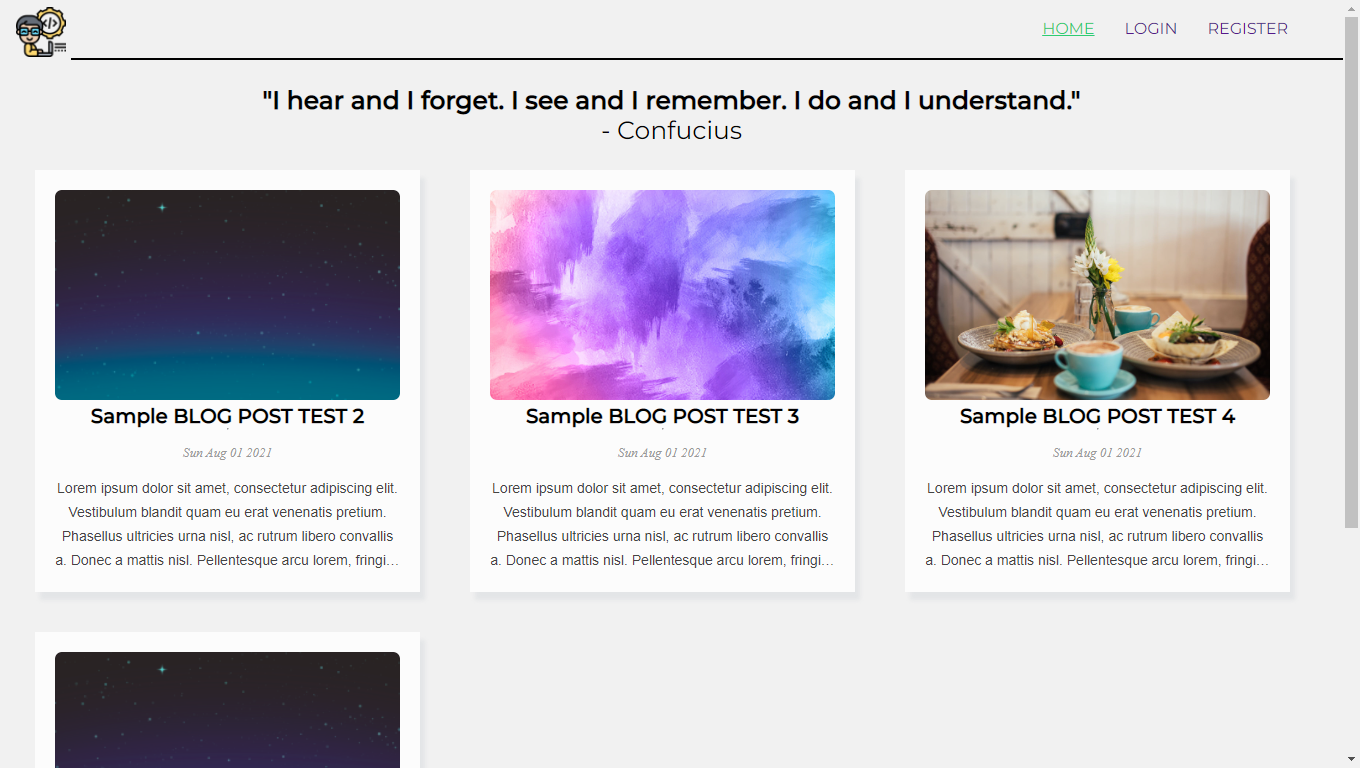 HOME LOGIN REGISTER
"I hear and I forget. I see and I remember. I do and I understand."
- Confucius
Sample BLOG POST TEST 2
Sun Aug 01 2021
Lorem ipsum dolor sit amet, consectetur adipiscing elit.
Vestibulum blandit quam eu erat venenatis pretium.
Phasellus ultricies urna nisl, ac rutrum libero convallis
a. Donec a mattis nisl. Pellentesque arcu lorem, fringi...
Sample BLOG POST TEST 3
Sun Aug 01 2021
Lorem ipsum dolor sit amet, consectetur adipiscing elit.
Vestibulum blandit quam eu erat venenatis pretium.
Phasellus ultricies urna nisl, ac rutrum libero convallis
a. Donec a mattis nisl. Pellentesque arcu lorem, fringi...
Sample BLOG POST TEST 4
Sun Aug 01 2021
Lorem ipsum dolor sit amet, consectetur adipiscing elit.
Vestibulum blandit quam eu erat venenatis pretium.
Phasellus ultricies urna nisl, ac rutrum libero convallis
a. Donec a mattis nisl. Pellentesque arcu lorem, fringi...